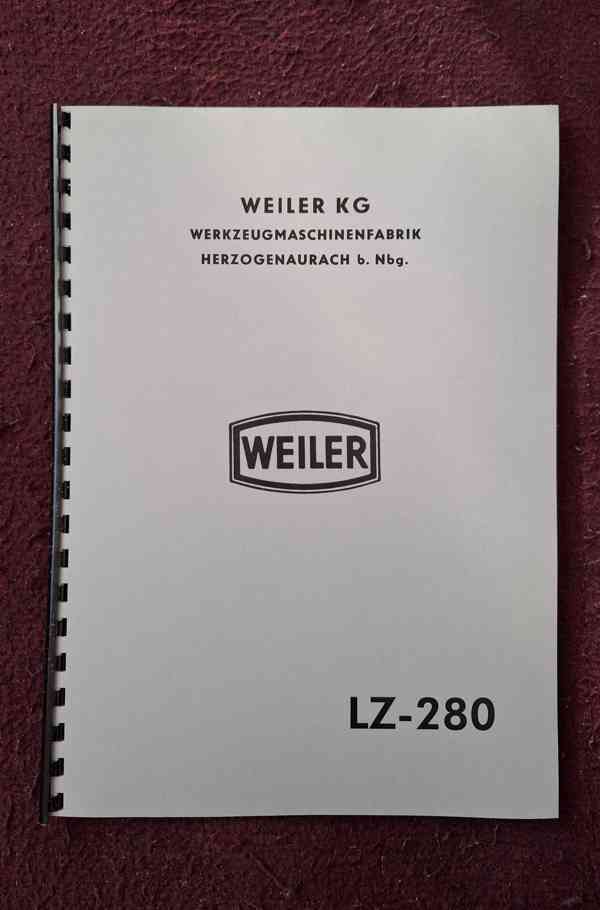 WEILER KG
WERKZEUGMASCHINENFABRIK
HERZOGENAURACH b. Nbg.
WEILER
LZ-280